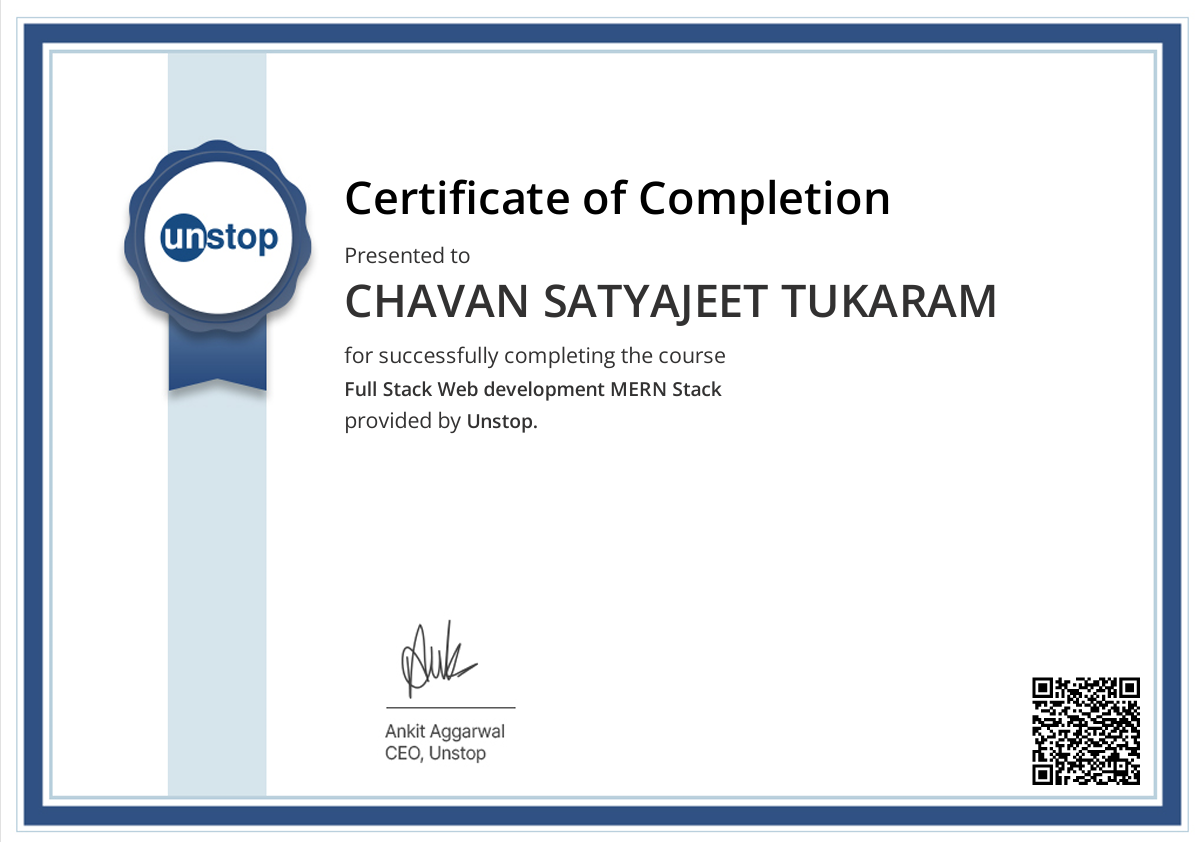 unstop
Certificate of Completion
Presented to
CHAVAN SATYAJEET TUKARAM
for successfully completing the course
Full Stack Web development MERN Stack
provided by Unstop.
Ankit Aggarwal
CEO, Unstop